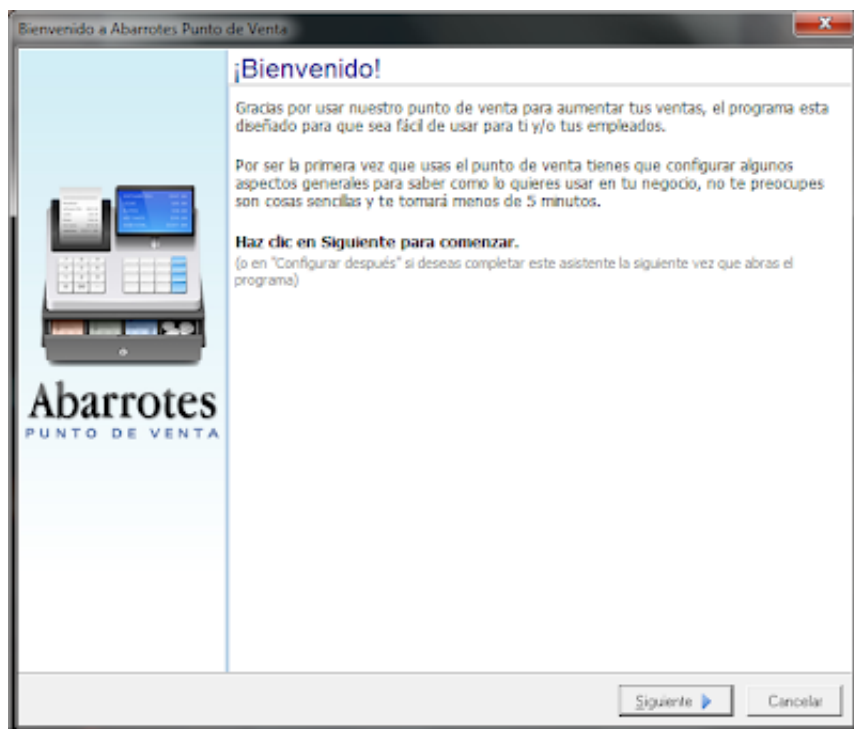 Bienvenido a Abarrotes Punto de Venta
¡Bienvenido!
Gracias por usar nuestro punto de venta para aumentar tus ventas, el programa esta
diseñado para que sea fácil de usar para ti y/o tus empleados.
Por ser la primera vez que usas el punto de venta tienes que configurar algunos
aspectos generales para saber como lo quieres usar en tu negocio, no te preocupes
son cosas sencillas y te tomará menos de 5 minutos.
Haz clic en Siguiente para comenzar.
(o en "Configurar después" si deseas completar este asistente la siguiente vez que abras el
programa)
Abarrotes
PUNTO DE VENTA
Siguiente
Cancelar